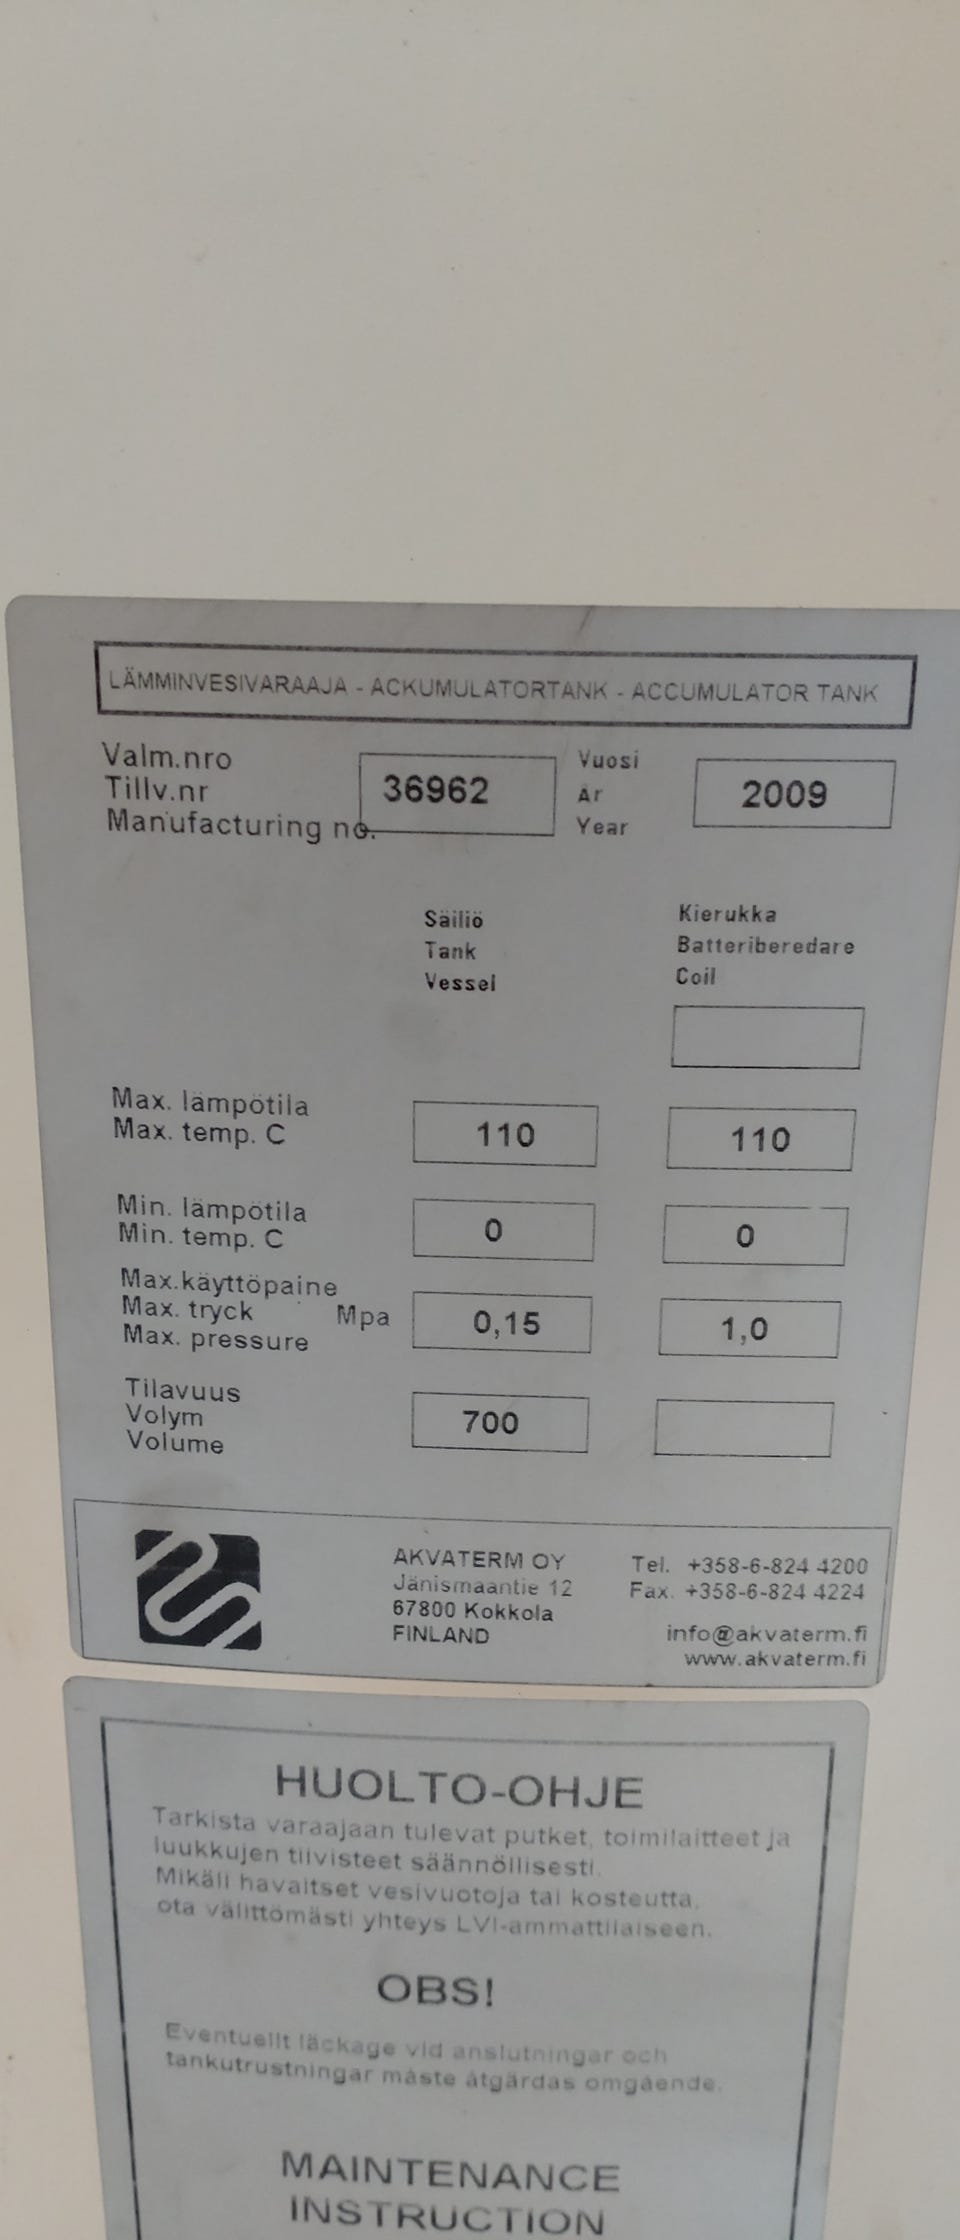 LÄMMINVESIVARAAJA - ACKUMULATORTANK - ACCUMULATOR TANK
Valm.nro
Tillv.nr
Manufacturing no.
36962
Vuosi
År
Year
2009
Säiliö
Tank
Vessel
Kierukka
Batteriberedare
Coil
Max. lämpötila
Max. temp. C
110
110
Min. lämpötila
Min. temp. C
0
0
Max.käyttöpaine
Max. tryck Mpa
Max. pressure
0,15
1,0
Tilavuus
Volym
Volume
700
AKVATERM OY
Jänismaantie 12
67800 Kokkola
FINLAND
Tel. +358-6-824 4200
Fax. +358-6-824 4224
info@akvaterm.fi
www.akvaterm.fi
HUOLTO-OHJE
Tarkista varaajaan tulevat putket, toimilaitteet ja
luukkujen tiivisteet säännöllisesti.
Mikäli havaitset vesivuotoja tai kosteutta,
ota välittömästi yhteys LVI-ammattilaiseen.
OBS!
Eventuellt läckage vid anslutningar och
tankutrustningar måste åtgärdas omgående.
MAINTENANCE
INSTRUCTION